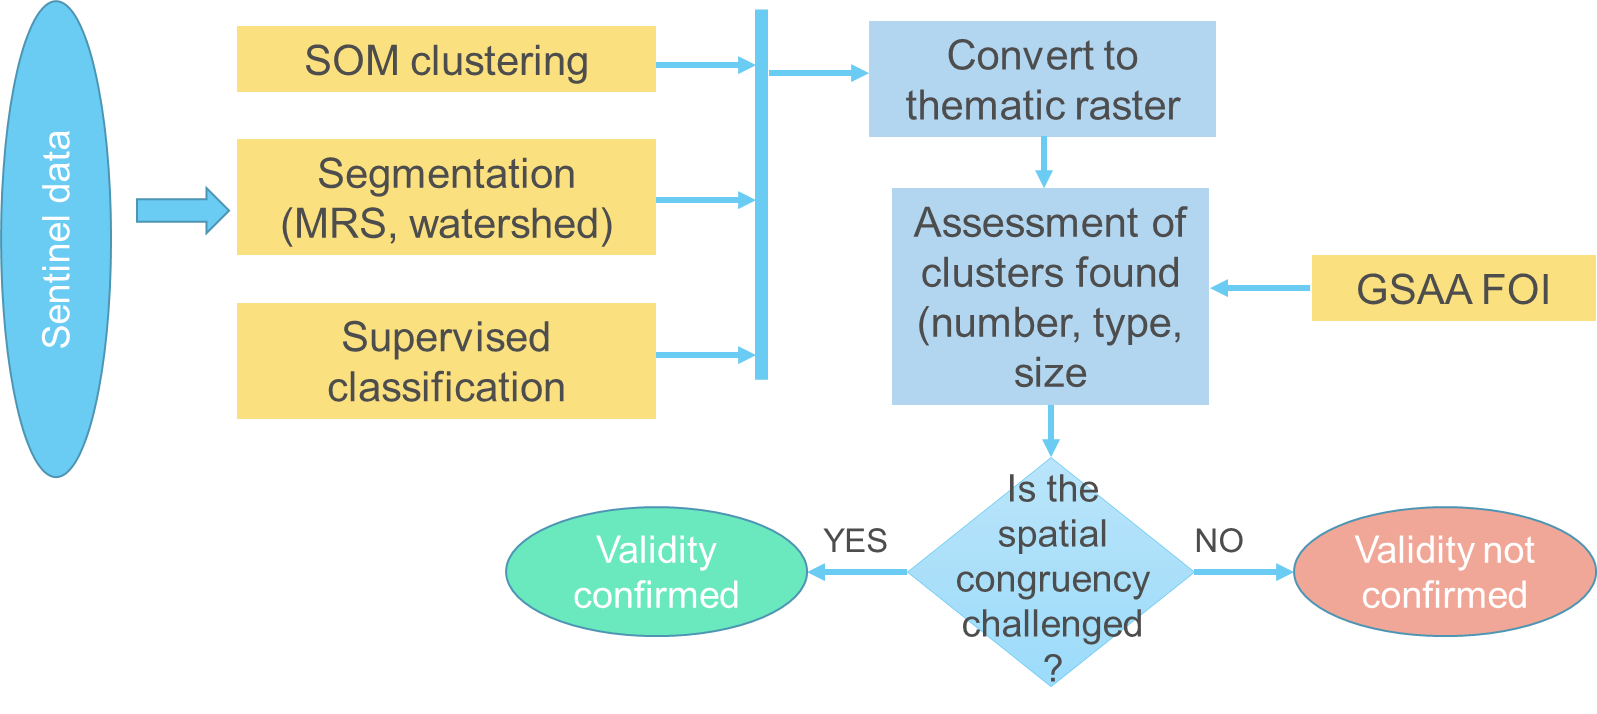 Sentinel data
SOM clustering
Segmentation
(MRS, watershed)
Supervised
classification
Convert to
thematic raster
Assessment of
clusters found
(number, type,
size
GSAA FOI
Is the
spatial
congruency
challenged
?
YES
NO
Validity
confirmed
Validity not
confirmed